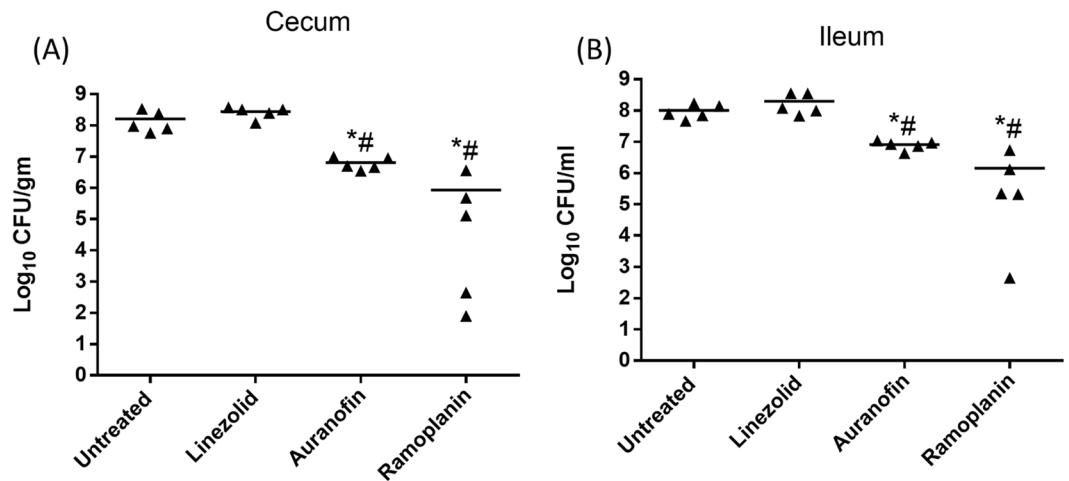 Cecum
(A)
Log10 CFU/gm
9
8
7
6
5
4
3
2
1
0
*#
*#
Untreated
Linezolid
Auranofin
Ramoplanin
Ileum
(B)
Log10 CFU/ml
9
8
7
6
5
4
3
2
1
0
*#
*#
Untreated
Linezolid
Auranofin
Ramoplanin